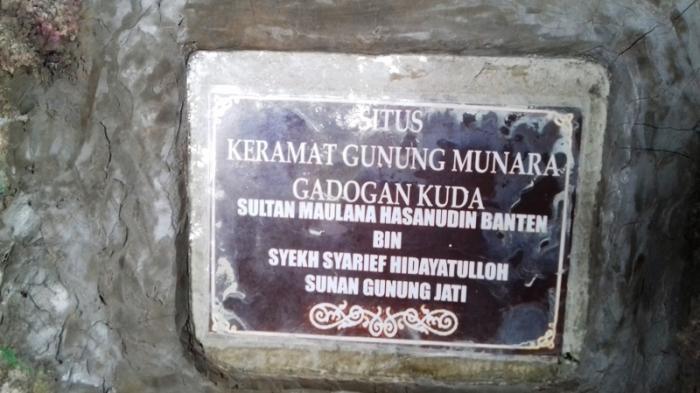 SITUS
KERAMAT GUNUNG MUNARA
GADOGAN KUDA
SULTAN MAULANA HASANUDIN BANTEN
BIN
SYEKH SYARIEF HIDAYATULLOH
SUNAN GUNUNG JATI